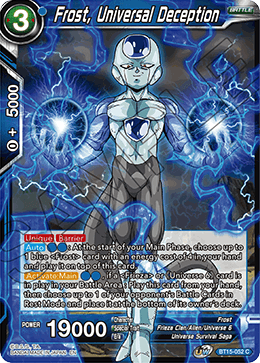 3
Frost, Universal Deception
BATTLE
+ 5000
Unique Barrier
Auto : At the start of your Main Phase, choose up to
1 blue <Frost> card with an energy cost of 4 in your hand
and play it on top of this card.
Activate Main , if a <Frieza> or {Universe 6} card is
in play in your Battle Area: Play this card from your hand,
then choose up to 1 of your opponent's Battle Cards in
Rest Mode and place it at the bottom of its owner's deck.
POWER 19000
Character Frost
Special Trait Frieza Clan/Alien/Universe 6
Era Universe Survival Saga
BT15-052 C